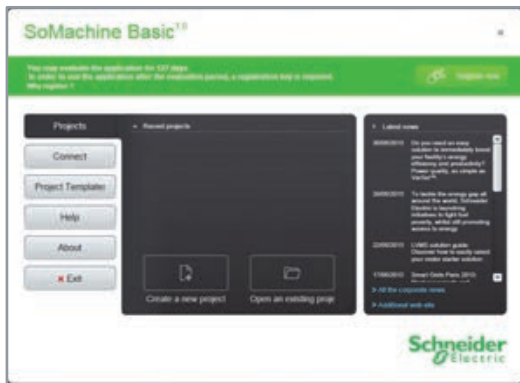 SoMachine Basic 1.0
You may evaluate the application for 127 days
In order to use the application after the evaluation period, a registration key is required.
Why register ?
Register now
Projects
Connect
Project Templates
Help
About
Exit
Recent projects
Create a new project
Open an existing proje
Latest news
Do you need an easy
solution to immediately boost
your facility's energy
efficiency and productivity?
Power quality, as simple as
To tackle the energy gap all
around the world, Schneider
Electric is launching
initiatives to fight fuel
poverty, whilst still promoting
access to energy
LVMS solution guide:
Discover how to easily select
your motor starter solution
Smart Grids Paris 2013:
> All the corporate news
> Additional web site
Schneider
Electric